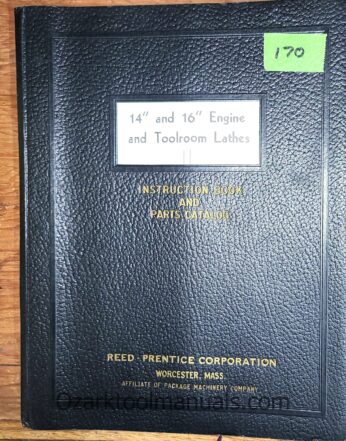 170
14" and 16" Engine
and Toolroom Lathes
INSTRUCTION BOOK
AND
PARTS CATALOG
REED-PRENTICE CORPORATION
WORCESTER, MASS.
AFFILIATE OF PACKAGE MACHINERY COMPANY
Ozarktoolmanuals.com